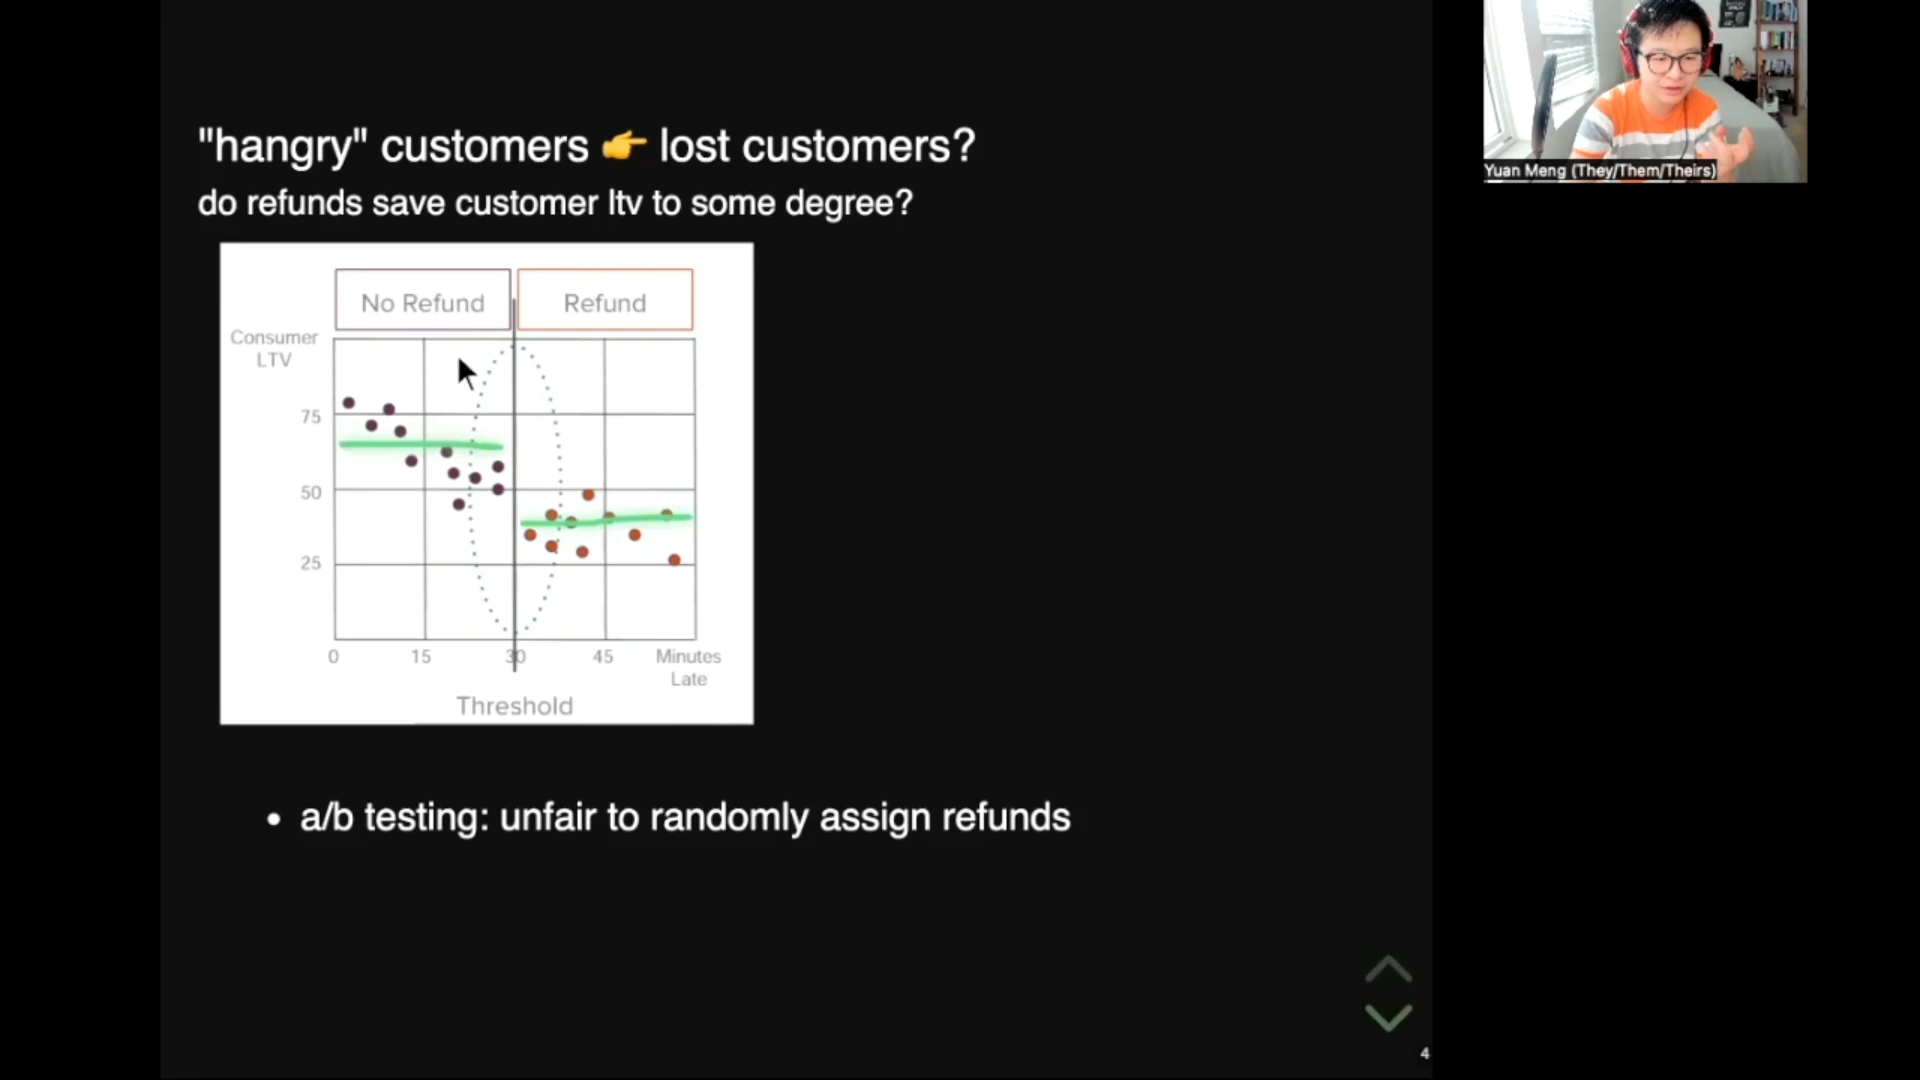 "hangry" customers 👉 lost customers?
do refunds save customer ltv to some degree?
No Refund
Refund
Consumer
LTV
75
50
25
0
15
30
45
Minutes
Late
Threshold
• a/b testing: unfair to randomly assign refunds
4
Yuan Meng (They/Them/Theirs)